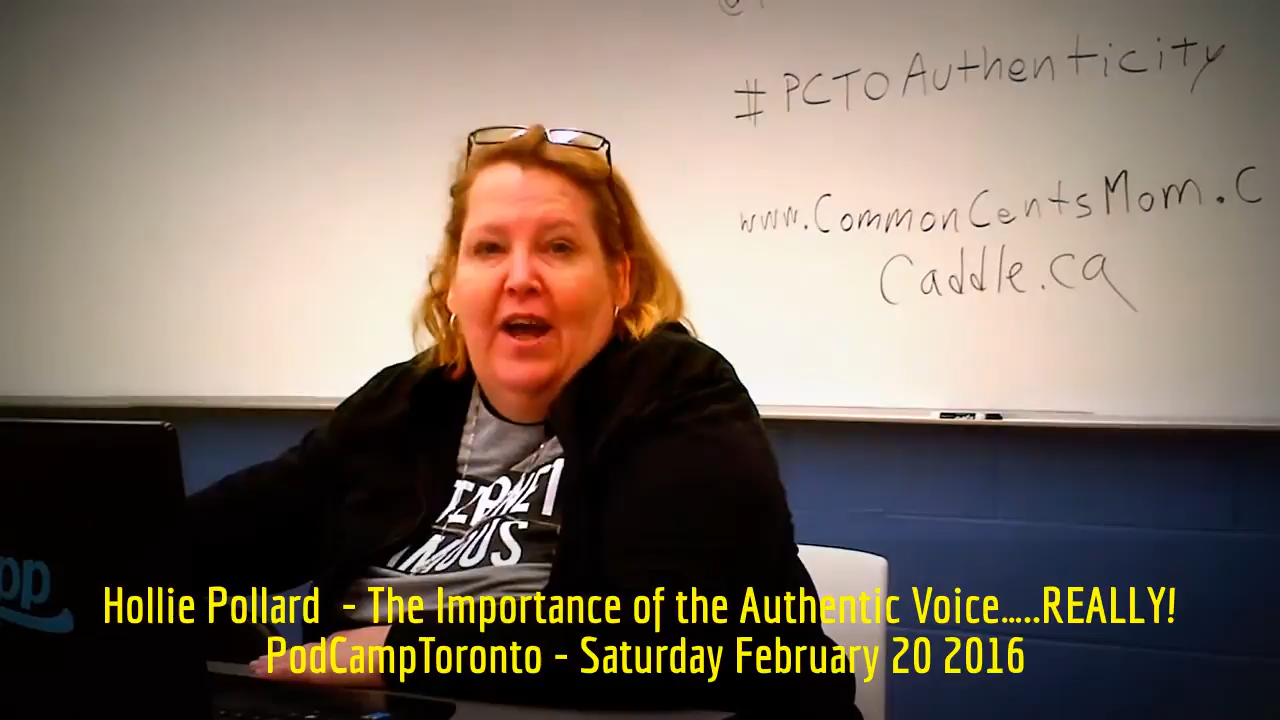 #PCTOAuthenticity
www.CommonCentsMom.C
Caddle.ca
pp
Hollie Pollard - The Importance of the Authentic Voice.....REALLY!
PodCampToronto - Saturday February 20 2016